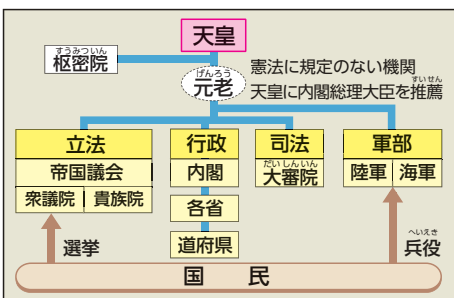 天皇
すうみついん
枢密院
げんろう
元老
憲法に規定のない機関
すいせん
天皇に内閣総理大臣を推薦
立法
帝国議会
衆議院 貴族院
行政
内閣
各省
道府県
司法
だいしんいん
大審院
軍部
陸軍 海軍
選挙
へいえき
兵役
国民